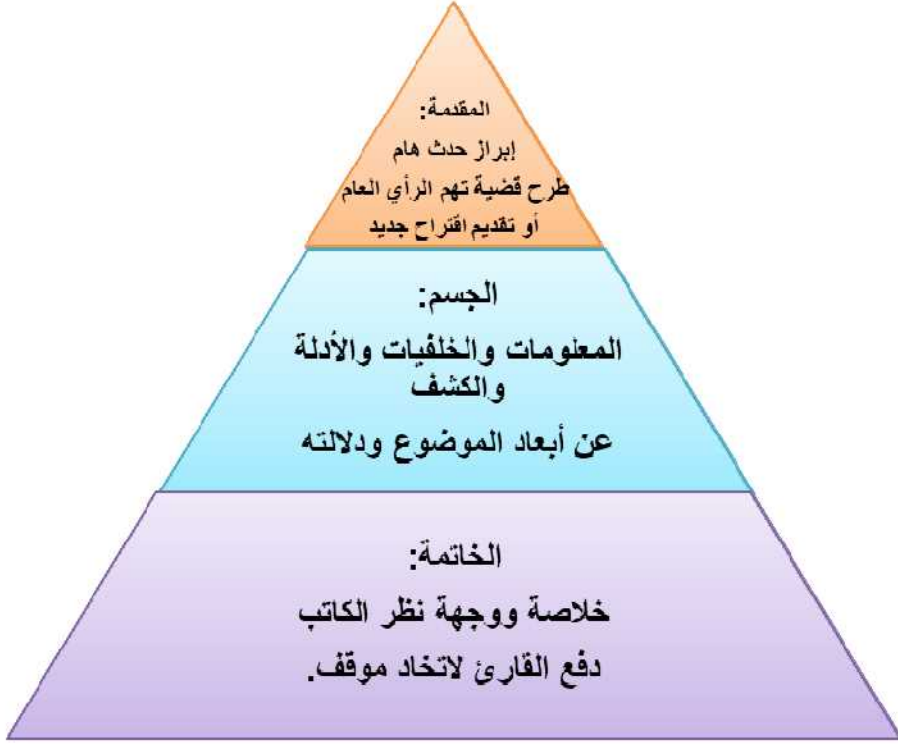 المقدمة:
إبراز حدث هام
طرح قضية تهم الرأي العام
أو تقديم اقتراح جديد
الجسم:
المعلومات والخلفيات والأدلة
والكشف
عن أبعاد الموضوع ودلالته
الخاتمة:
خلاصة ووجهة نظر الكاتب
دفع القارئ لاتخاد موقف.